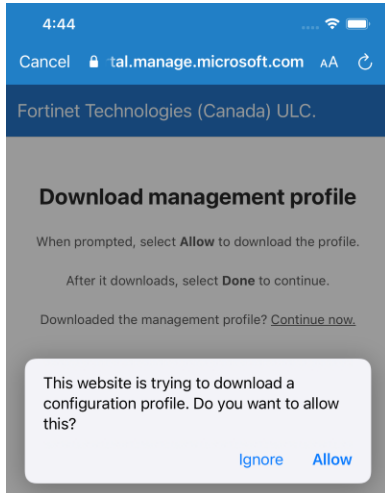 4:44
Cancel tal.manage.microsoft.com AA
Fortinet Technologies (Canada) ULC.
Download management profile
When prompted, select Allow to download the profile.
After it downloads, select Done to continue.
Downloaded the management profile? Continue now.
This website is trying to download a
configuration profile. Do you want to allow
this?
Ignore Allow